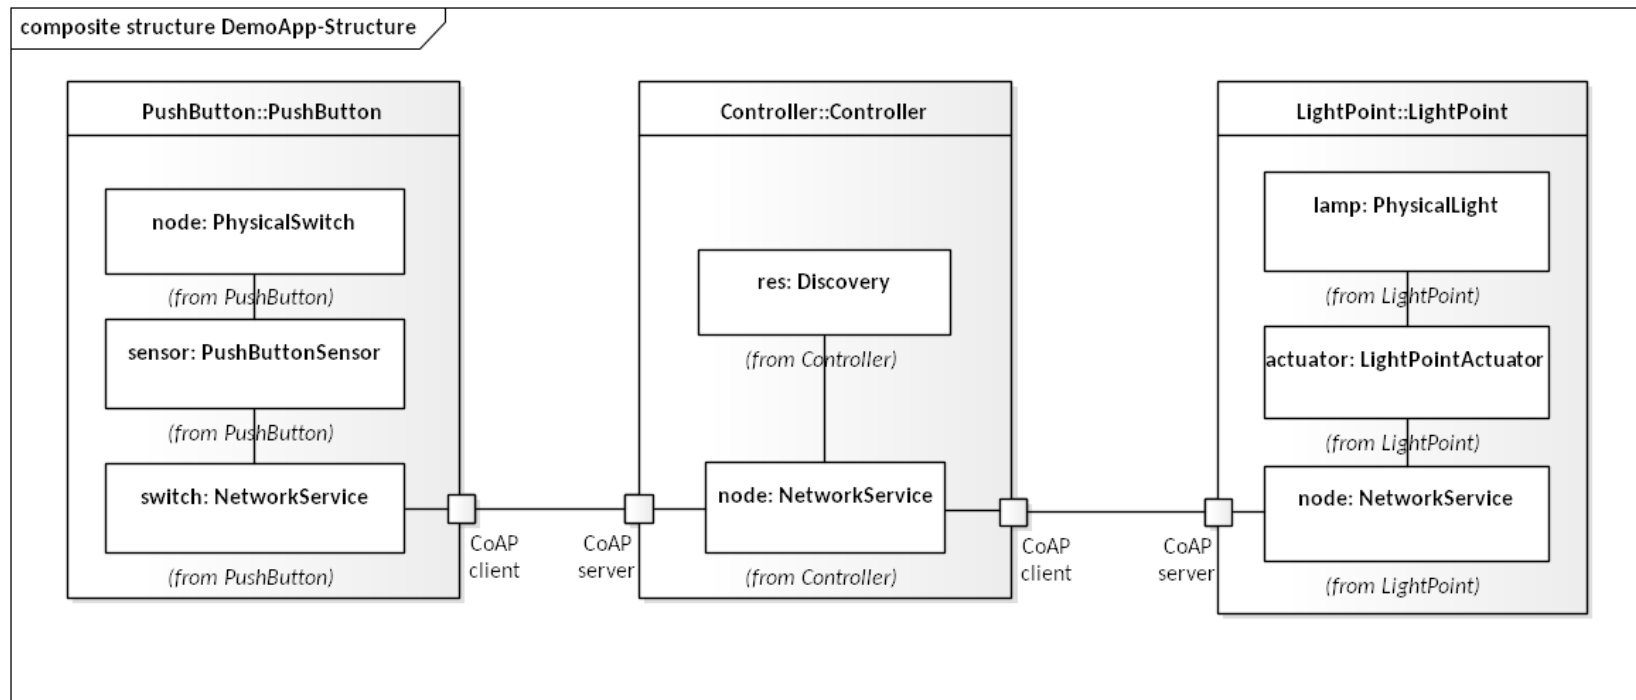 composite structure DemoApp-Structure
PushButton::PushButton
node: PhysicalSwitch
(from PushButton)
sensor: PushButtonSensor
(from PushButton)
switch: NetworkService
(from PushButton)
CoAP
client
Controller::Controller
res: Discovery
(from Controller)
node: NetworkService
(from Controller)
CoAP
server
CoAP
client
LightPoint::LightPoint
lamp: PhysicalLight
(from LightPoint)
actuator: LightPointActuator
(from LightPoint)
node: NetworkService
(from LightPoint)
CoAP
server